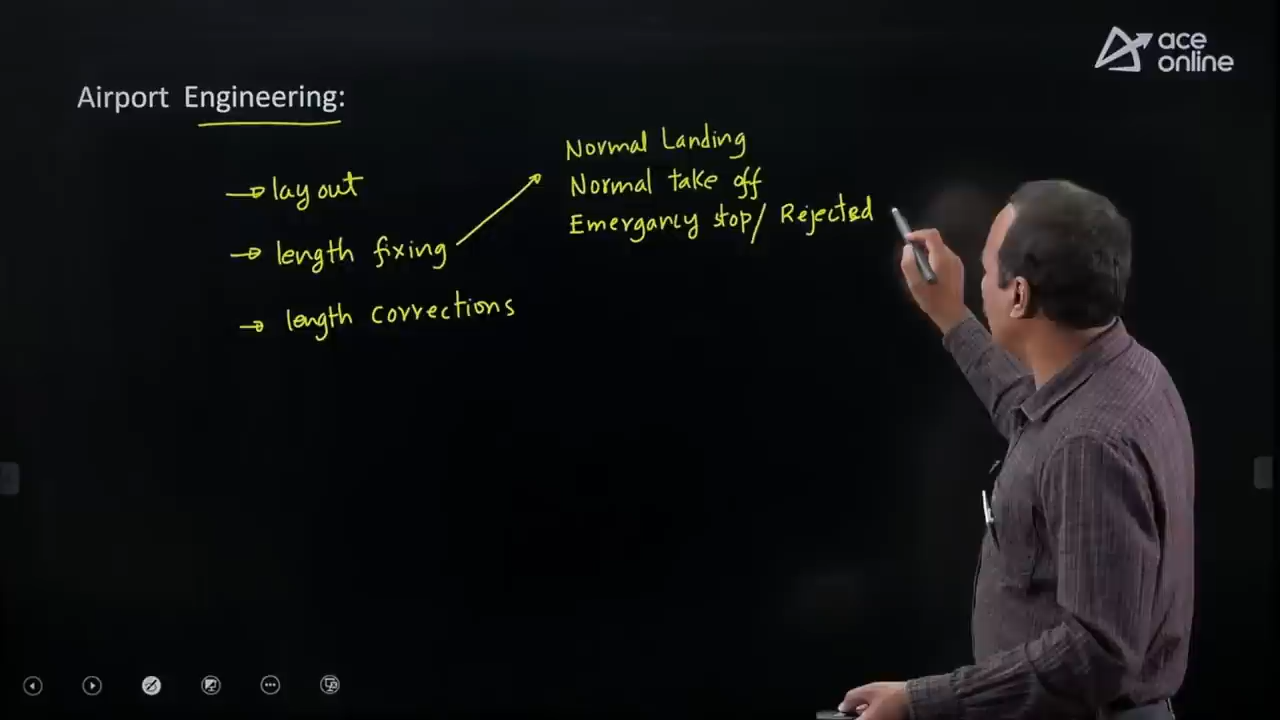 ace
online
Airport Engineering:
→ lay out
→ length fixing
→ length corrections
Normal Landing
Normal take off
Emergancy stop/ Rejected